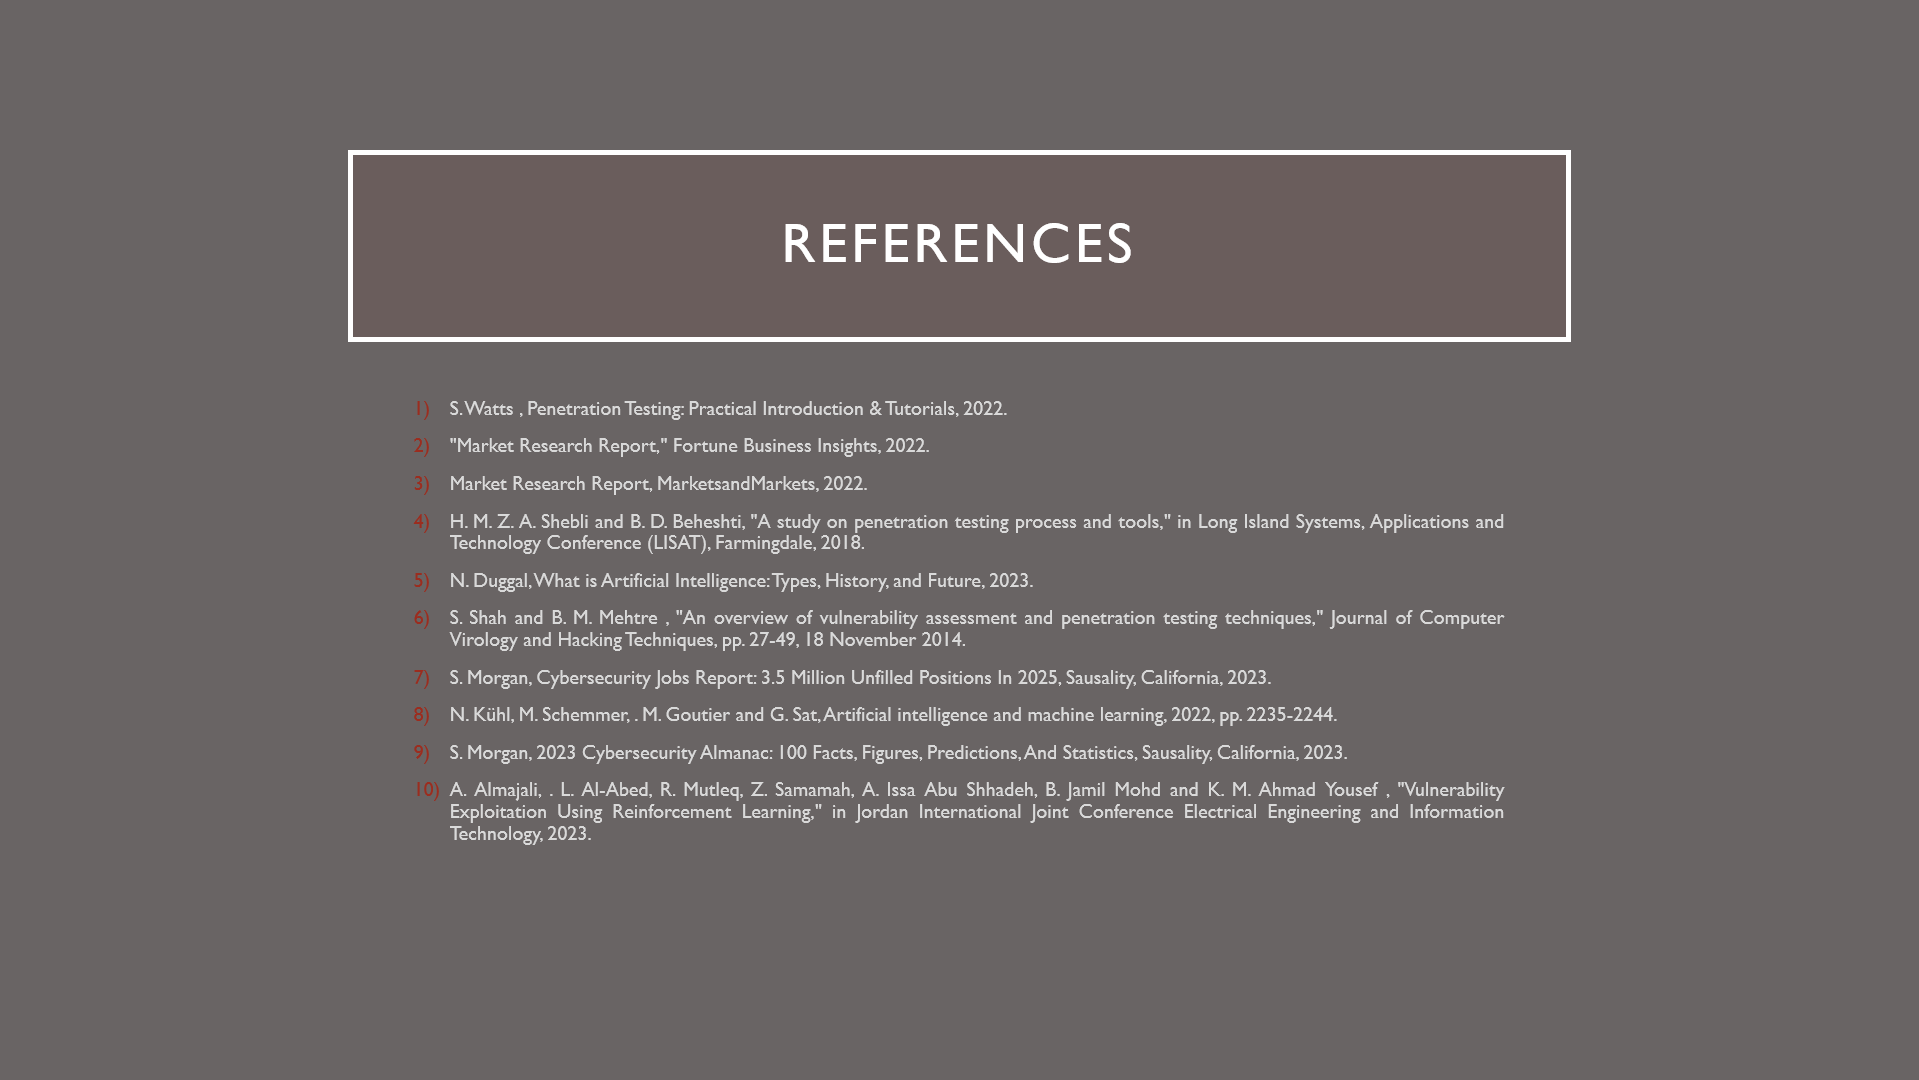 REFERENCES
1) S. Watts , Penetration Testing: Practical Introduction & Tutorials, 2022.
2) "Market Research Report," Fortune Business Insights, 2022.
3) Market Research Report, MarketsandMarkets, 2022.
4) H. M. Z. A. Shebli and B. D. Beheshti, "A study on penetration testing process and tools," in Long Island Systems, Applications and
Technology Conference (LISAT), Farmingdale, 2018.
5) N. Duggal, What is Artificial Intelligence: Types, History, and Future, 2023.
6) S. Shah and B. M. Mehtre , "An overview of vulnerability assessment and penetration testing techniques," Journal of Computer
Virology and Hacking Techniques, pp. 27-49, 18 November 2014.
7) S. Morgan, Cybersecurity Jobs Report: 3.5 Million Unfilled Positions In 2025, Sausality, California, 2023.
8) N. Kühl, M. Schemmer, . M. Goutier and G. Sat, Artificial intelligence and machine learning, 2022, pp. 2235-2244.
9) S. Morgan, 2023 Cybersecurity Almanac: 100 Facts, Figures, Predictions, And Statistics, Sausality, California, 2023.
10) A. Almajali, . L. Al-Abed, R. Mutleq, Z. Samamah, A. Issa Abu Shhadeh, B. Jamil Mohd and K. M. Ahmad Yousef , "Vulnerability
Exploitation Using Reinforcement Learning," in Jordan International Joint Conference Electrical Engineering and Information
Technology, 2023.